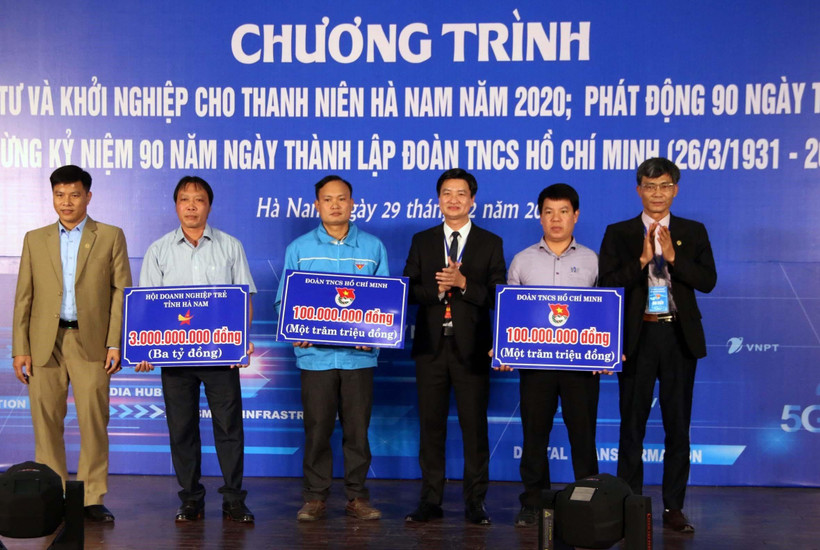 CHƯƠNG TRÌNH
TƯ VÀ KHỞI NGHIỆP CHO THANH NIÊN HÀ NAM NĂM 2020; PHÁT ĐỘNG 90 NGÀY T
ỪNG KỶ NIỆM 90 NĂM NGÀY THÀNH LẬP ĐOÀN TNCS HỒ CHÍ MINH (26/3/1931 - 2
Hà Nam, ngày 29 tháng 2 năm 20
HỘI DOANH NGHIỆP TRẺ
TỈNH HÀ NAM
3.000.000.000 đồng
(Ba tỷ đồng)
ĐOÀN TNCS HỒ CHÍ MINH
100.000.000 đồng
(Một trăm triệu đồng)
ĐOÀN TNCS HỒ CHÍ MINH
100.000.000 đồng
(Một trăm triệu đồng)
VNPT
DIA HUB
TION
INFRASTR
5G
DIGITAL TRANSFORMATION